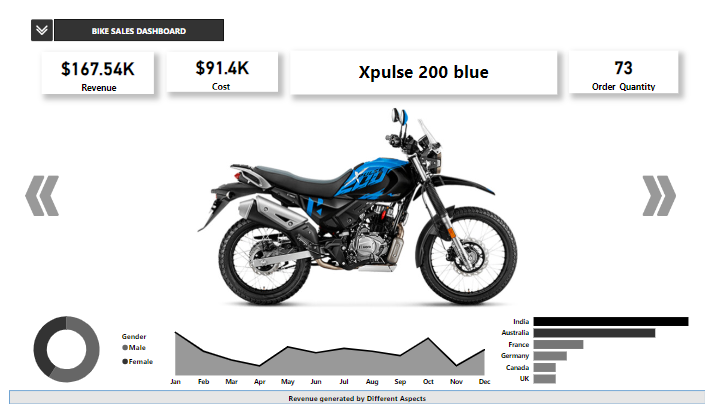 BIKE SALES DASHBOARD
$167.54K
Revenue
$91.4K
Cost
Xpulse 200 blue
73
Order Quantity
Gender
Male
Female
Jan Feb Mar Apr May Jun Jul Aug Sep Oct Nov Dec
India
Australia
France
Germany
Canada
UK
Revenue generated by Different Aspects